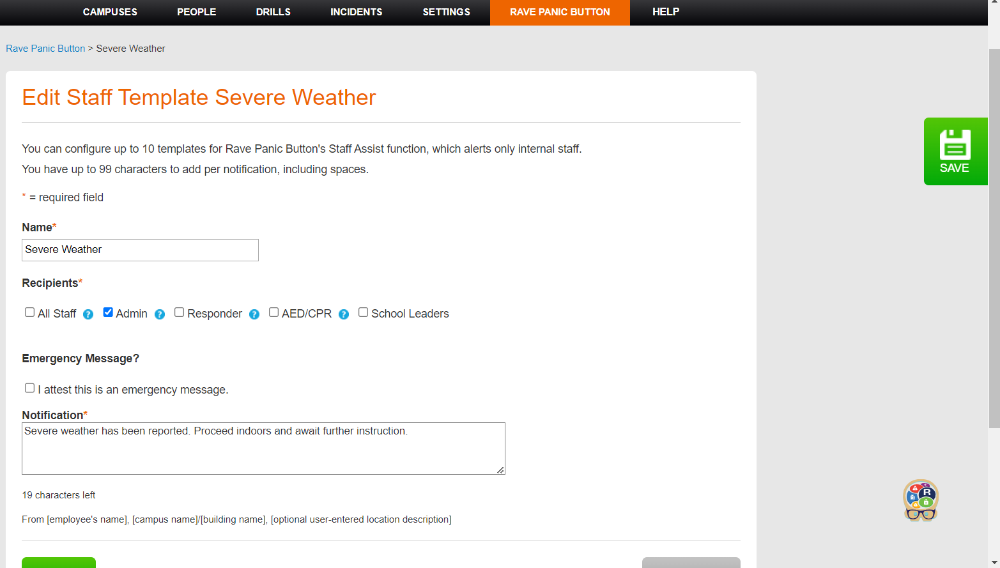 CAMPUSES PEOPLE DRILLS INCIDENTS SETTINGS RAVE PANIC BUTTON HELP
Rave Panic Button > Severe Weather
Edit Staff Template Severe Weather
You can configure up to 10 templates for Rave Panic Button's Staff Assist function, which alerts only internal staff.
You have up to 99 characters to add per notification, including spaces.
SAVE
* = required field
Name*
Severe Weather
Recipients*
All Staff ? Admin ? Responder ? AED/CPR ? School Leaders
Emergency Message?
I attest this is an emergency message.
Notification*
Severe weather has been reported. Proceed indoors and await further instruction.
19 characters left
R
From [employee's name], [campus name]/[building name], [optional user-entered location description]